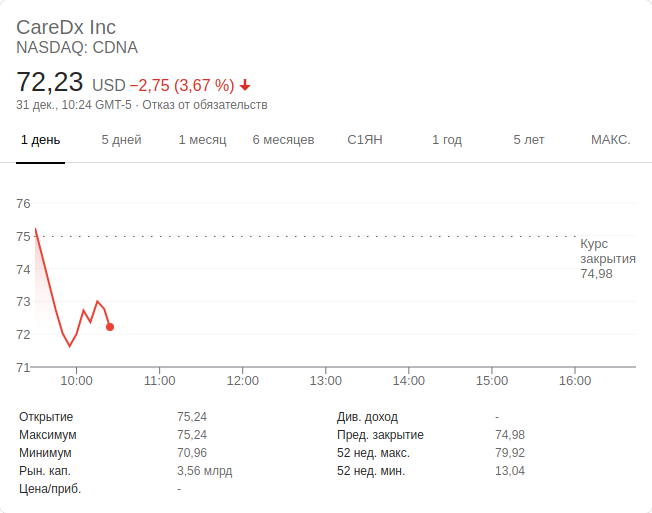 CareDx Inc
NASDAQ: CDNA
72,23 USD −2,75 (3,67 %)
31 дек., 10:24 GMT-5 · Отказ от обязательств
1 день 5 дней 1 месяц 6 месяцев С1ЯН 1 год 5 лет МАКС.
76
75
74
73
72
71
Курс
закрытия
74,98
10:00 11:00 12:00 13:00 14:00 15:00 16:00
Открытие 75,24 Див. доход -
Максимум 75,24 Пред. закрытие 74,98
Минимум 70,96 52 нед. макс. 79,92
Рын. кап. 3,56 млрд 52 нед. мин. 13,04
Цена/приб. -